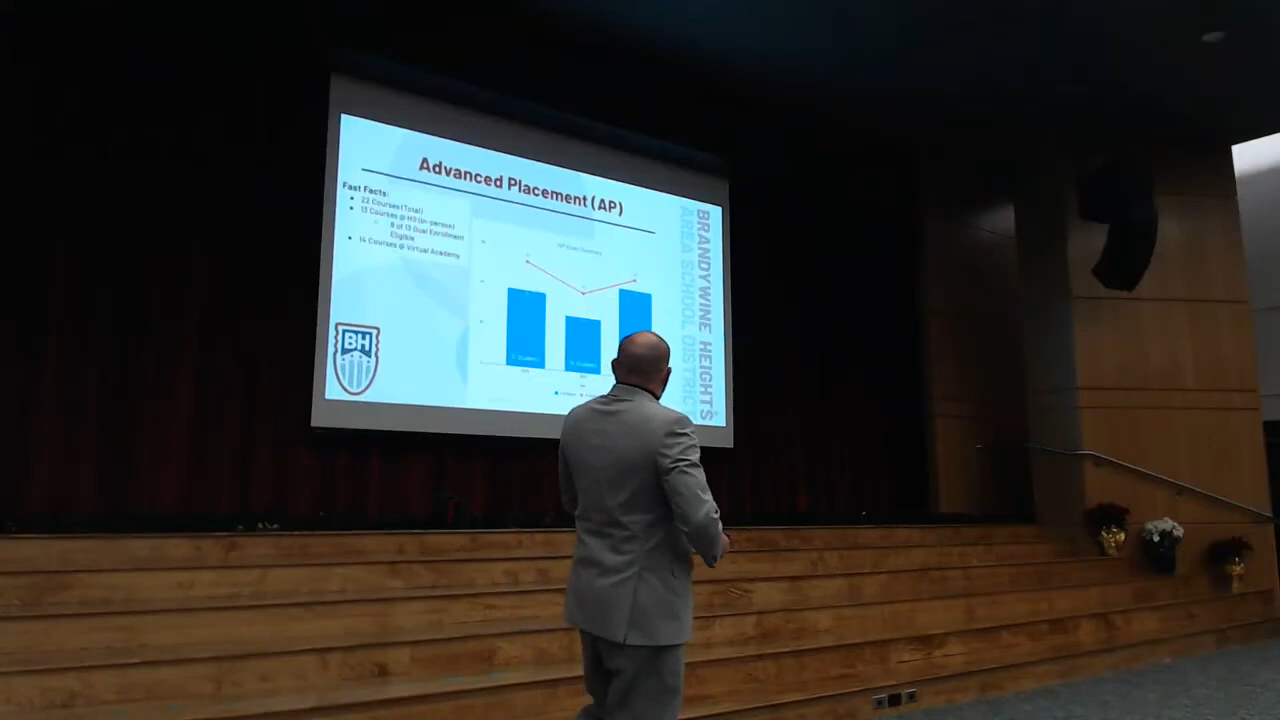 Advanced Placement (AP)
Fast Facts:
22 Courses (Total)
13 Courses @ HS (In-person)
9 of 13 Dual Enrollment
Eligible
14 Courses @ Virtual Academy
BRANDYWINE HEIGHTS
AREA SCHOOL DISTRICT
BH